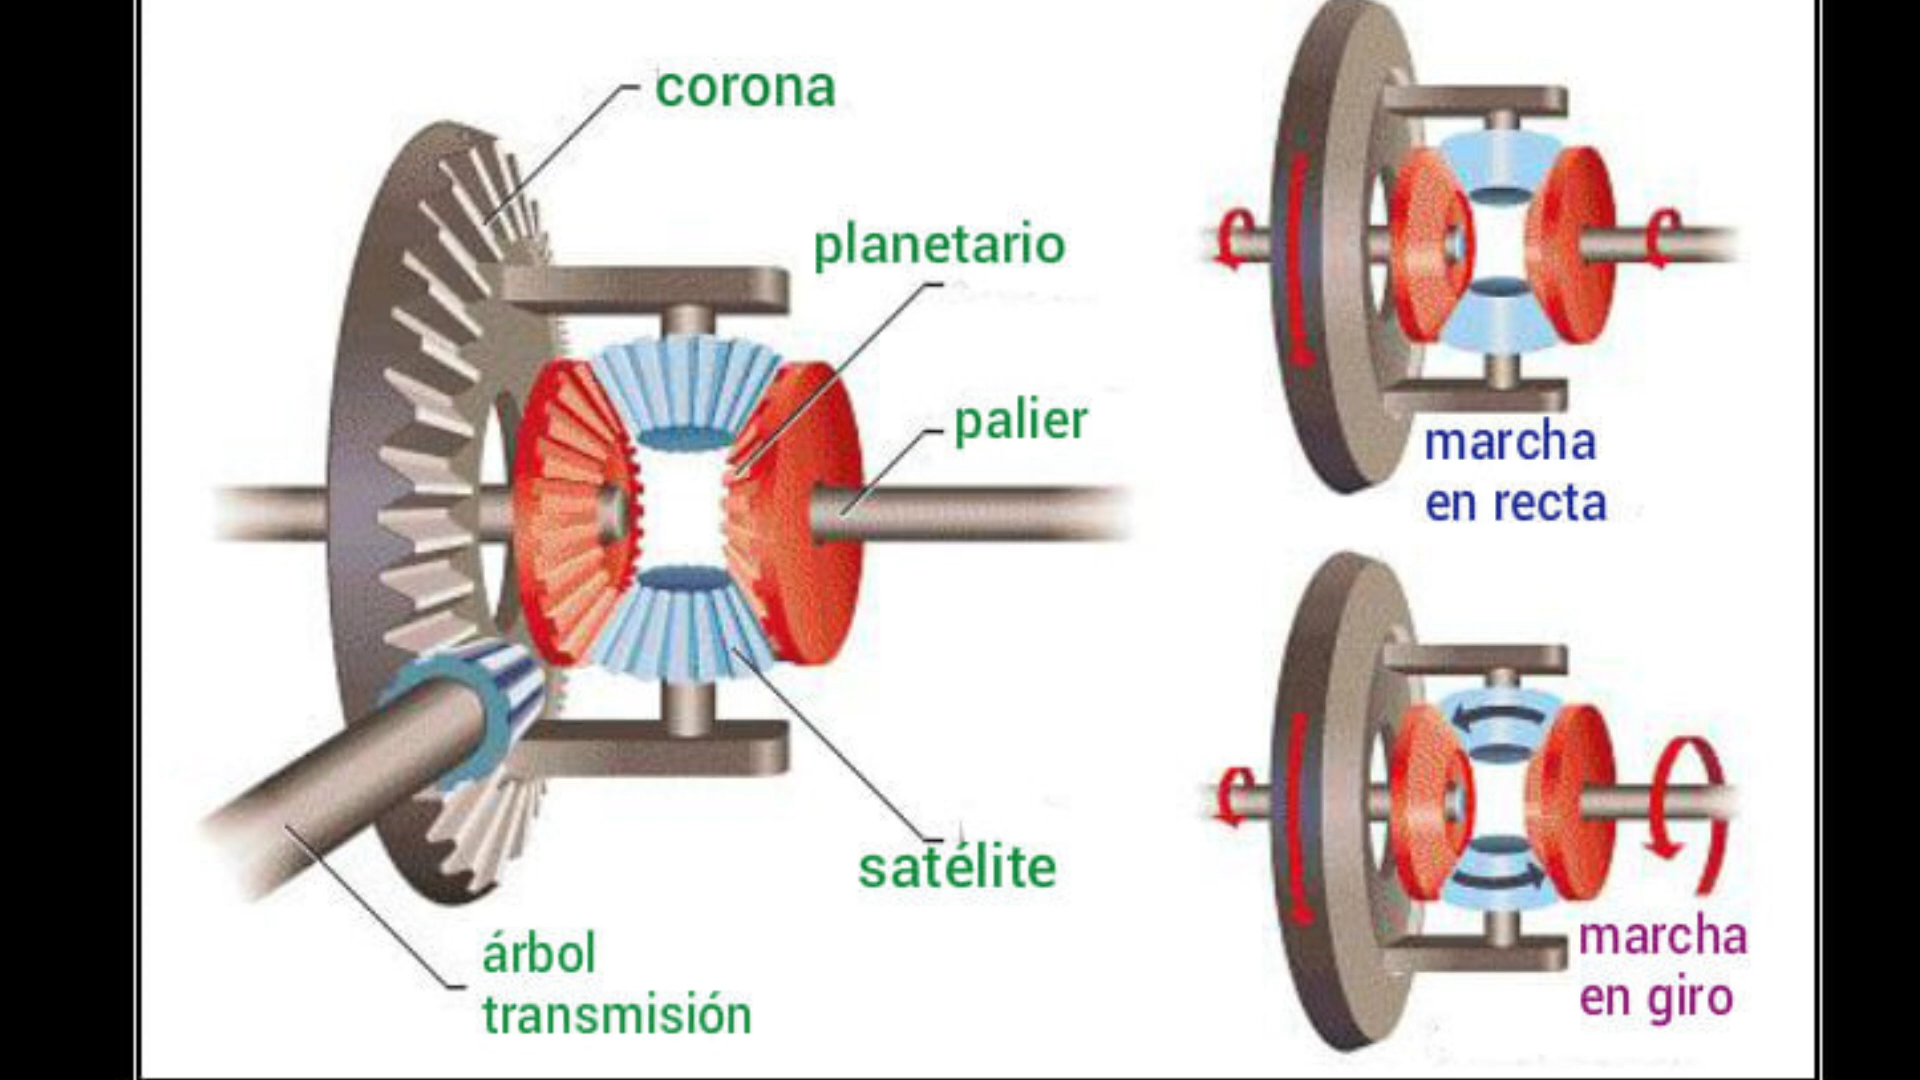 corona
planetario
palier
satélite
árbol
transmisión
marcha
en recta
marcha
en giro